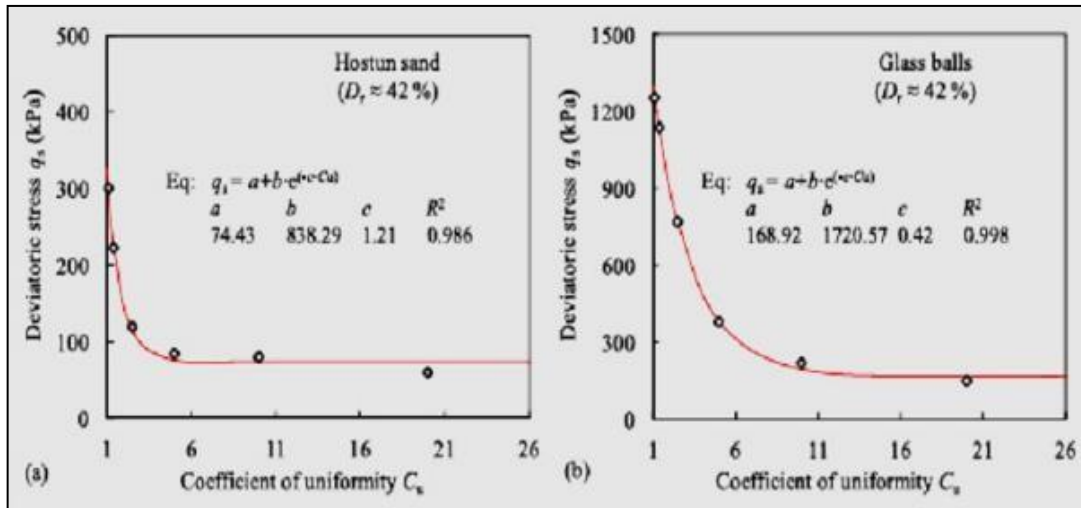 500
400
300
200
100
0
Deviatoric stress qs (kPa)
Hostun sand
(Dr ≈ 42 %)
Eq: qs = a+b·e(-c·Cu)
a b c R2
74.43 838.29 1.21 0.986
1 6 11 16 21 26
(a) Coefficient of uniformity Cu
1500
1200
900
600
300
0
Deviatoric stress qs (kPa)
Glass balls
(Dr ≈ 42 %)
Eq: qs = a+b·e(-c·Cu)
a b c R2
168.92 1720.57 0.42 0.998
1 6 11 16 21 26
(b) Coefficient of uniformity Cu